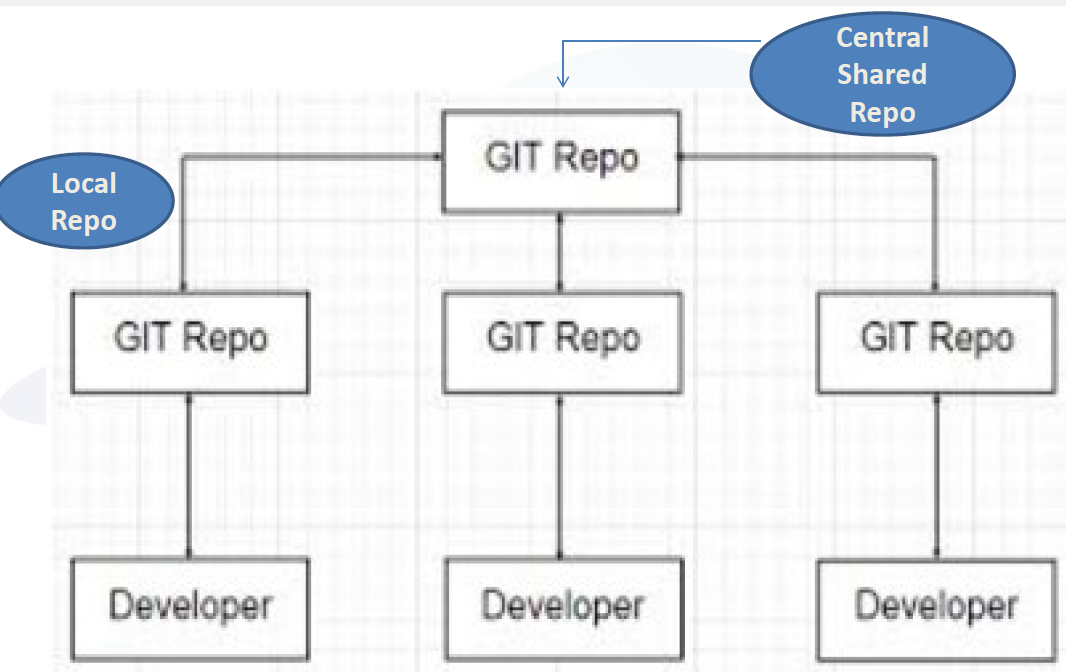 Central
Shared
Repo
GIT Repo
Local
Repo
GIT Repo
GIT Repo
GIT Repo
Developer
Developer
Developer